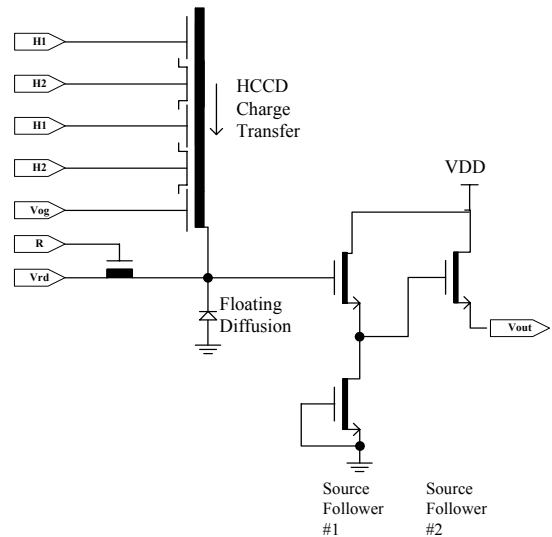 H1
H2
H1
H2
Vog
R
Vrd
HCCD
Charge
Transfer
VDD
Floating
Diffusion
Vout
Source
Follower
#1
Source
Follower
#2